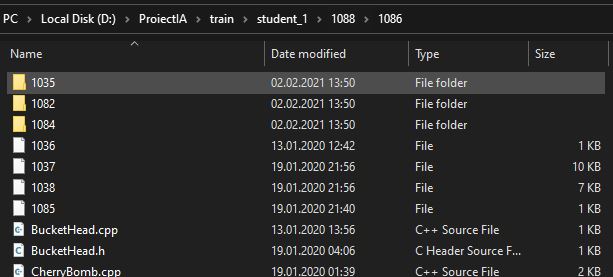 PC > Local Disk (D:) > ProiectIA > train > student_1 > 1088 > 1086
Name Date modified Type Size
1035 02.02.2021 13:50 File folder
1082 02.02.2021 13:50 File folder
1084 02.02.2021 13:50 File folder
1036 13.01.2020 12:42 File 1 KB
1037 19.01.2020 21:56 File 10 KB
1038 19.01.2020 21:56 File 7 KB
1085 19.01.2020 21:40 File 1 KB
BucketHead.cpp 13.01.2020 13:56 C++ Source File 1 KB
BucketHead.h 19.01.2020 04:06 C Header Source F... 1 KB
CherryBomb.cpp 19.01.2020 01:39 C++ Source File 2 KB